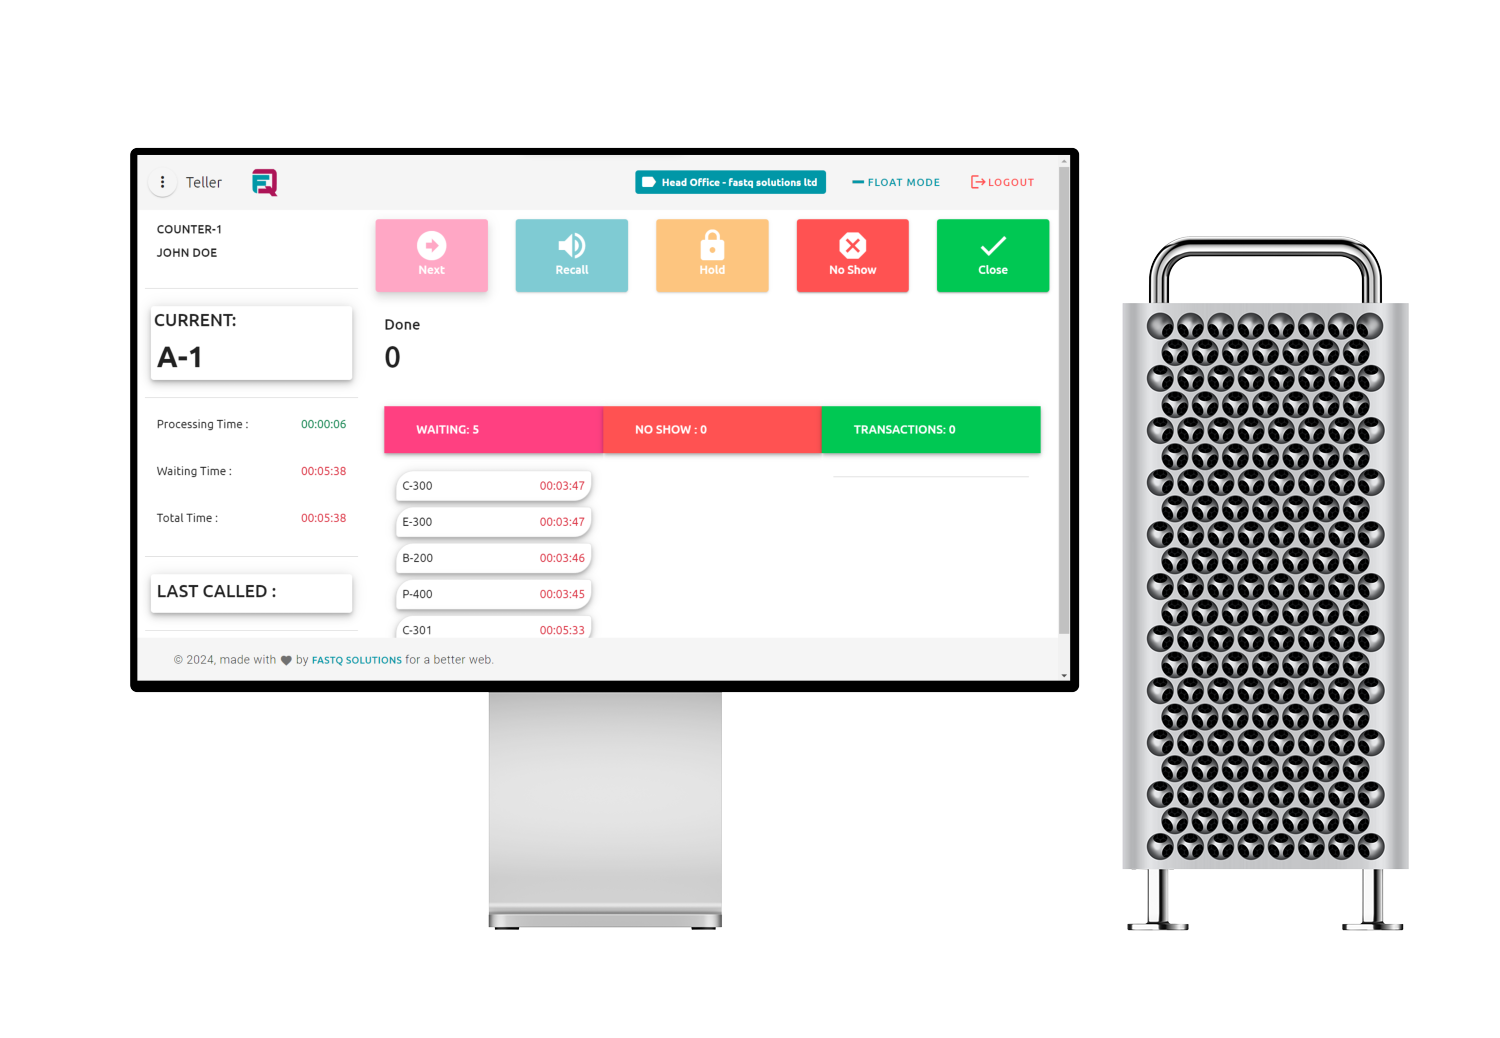 Teller
FQ
Head Office - fastq solutions ltd
FLOAT MODE
LOGOUT
COUNTER-1
JOHN DOE
Next
Recall
Hold
No Show
Close
CURRENT:
A-1
Done
0
Processing Time : 00:00:06
Waiting Time : 00:05:38
Total Time : 00:05:38
LAST CALLED :
WAITING: 5
NO SHOW : 0
TRANSACTIONS: 0
C-300 00:03:47
E-300 00:03:47
B-200 00:03:46
P-400 00:03:45
C-301 00:05:33
© 2024, made with ♥ by FASTQ SOLUTIONS for a better web.